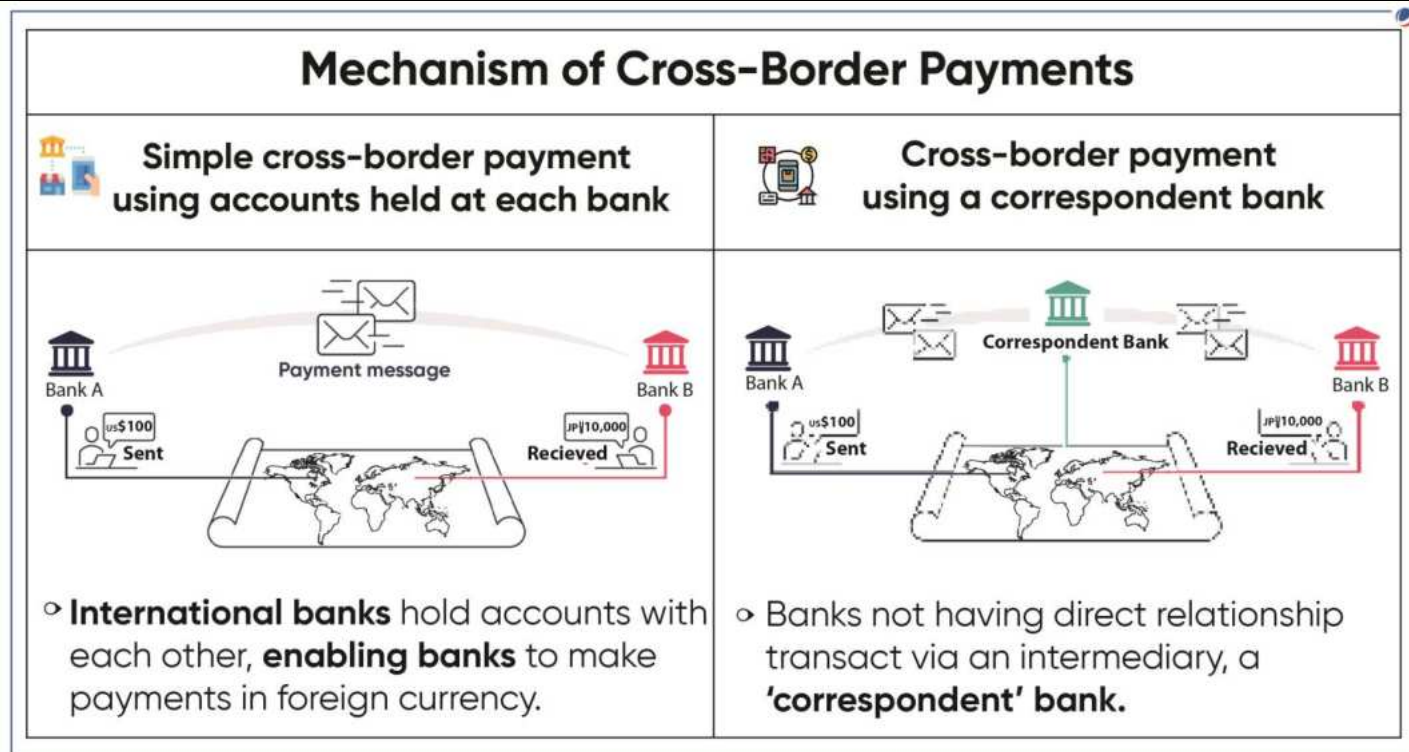 Mechanism of Cross-Border Payments
Simple cross-border payment
using accounts held at each bank
Payment message
Bank A
Bank B
US$100
Sent
JP¥10,000
Recieved
International banks hold accounts with
each other, enabling banks to make
payments in foreign currency.
Cross-border payment
using a correspondent bank
Correspondent Bank
Bank A
Bank B
US$100
Sent
JP¥10,000
Recieved
Banks not having direct relationship
transact via an intermediary, a
‘correspondent’ bank.